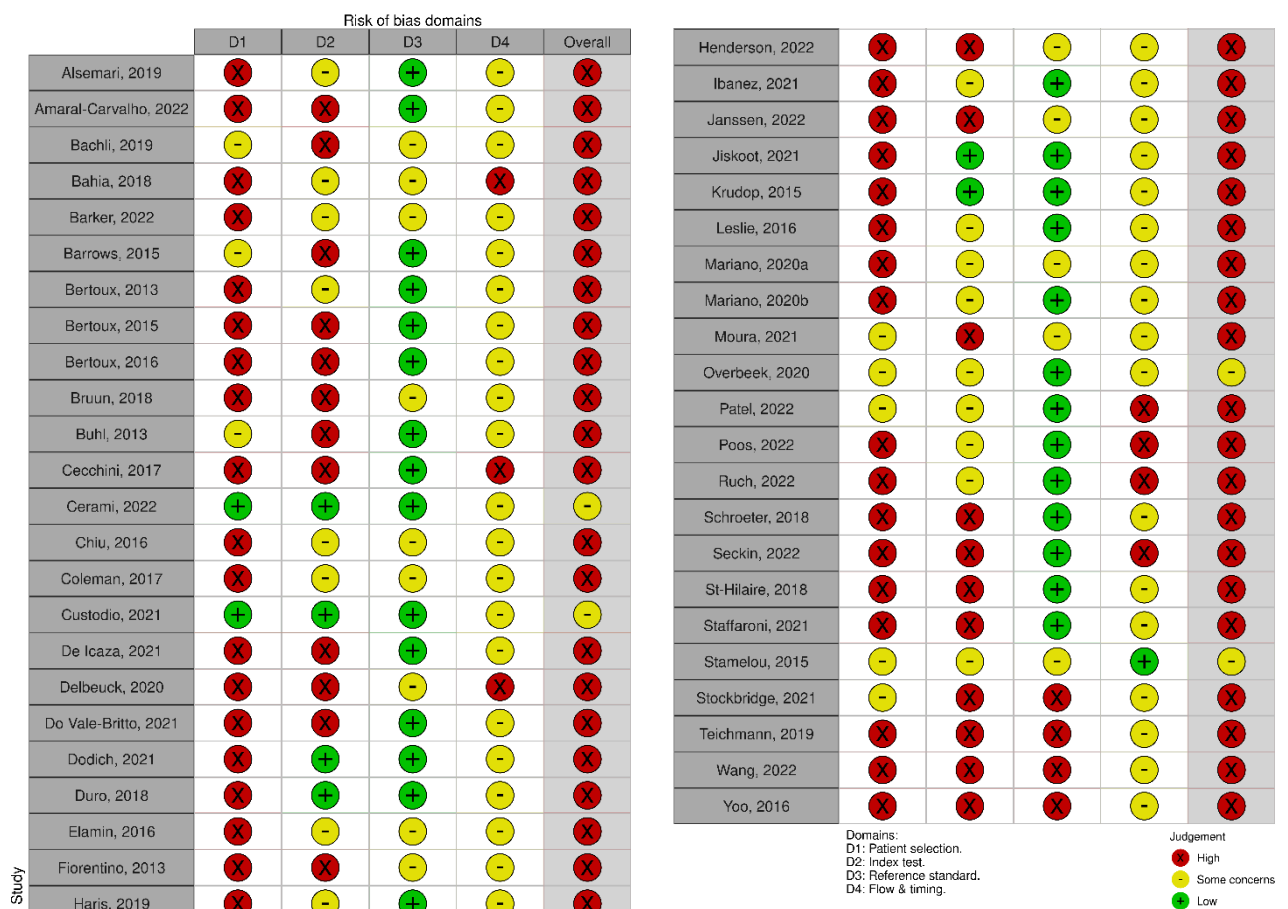 Risk of bias domains
D1 D2 D3 D4 Overall
Alsemari, 2019 X - + - X
Amaral-Carvalho, 2022 X X + - X
Bachli, 2019 - X - - X
Bahia, 2018 X - - X X
Barker, 2022 X - - - X
Barrows, 2015 - X + - X
Bertoux, 2013 X - + - X
Bertoux, 2015 X X + - X
Bertoux, 2016 X X + - X
Bruun, 2018 X X - - X
Buhl, 2013 - X + - X
Cecchini, 2017 X X + X X
Cerami, 2022 + + + - -
Chiu, 2016 X - - - X
Coleman, 2017 X - - - X
Custodio, 2021 + + + - -
De Icaza, 2021 X X + - X
Delbeuck, 2020 X X - X X
Do Vale-Britto, 2021 X X + - X
Dodich, 2021 X + + - X
Duro, 2018 X + + - X
Elamin, 2016 X - - - X
Fiorentino, 2013 X X - - X
Haris, 2019 X - + - X
Study
Henderson, 2022 X X - - X
Ibanez, 2021 X - + - X
Janssen, 2022 X X - - X
Jiskoot, 2021 X + + - X
Krudop, 2015 X + + - X
Leslie, 2016 X - + - X
Mariano, 2020a X - - - X
Mariano, 2020b X - + - X
Moura, 2021 - X - - X
Overbeek, 2020 - - + - -
Patel, 2022 - - + X X
Poos, 2022 X - + X X
Ruch, 2022 X - + X X
Schroeter, 2018 X X + - X
Seckin, 2022 X X + X X
St-Hilaire, 2018 X X + - X
Staffaroni, 2021 X X + - X
Stamelou, 2015 - - - + -
Stockbridge, 2021 - X X - X
Teichmann, 2019 X X X - X
Wang, 2022 X X X - X
Yoo, 2016 X X X - X
Domains:
D1: Patient selection.
D2: Index test.
D3: Reference standard.
D4: Flow & timing.
Judgement
X High
- Some concerns
+ Low